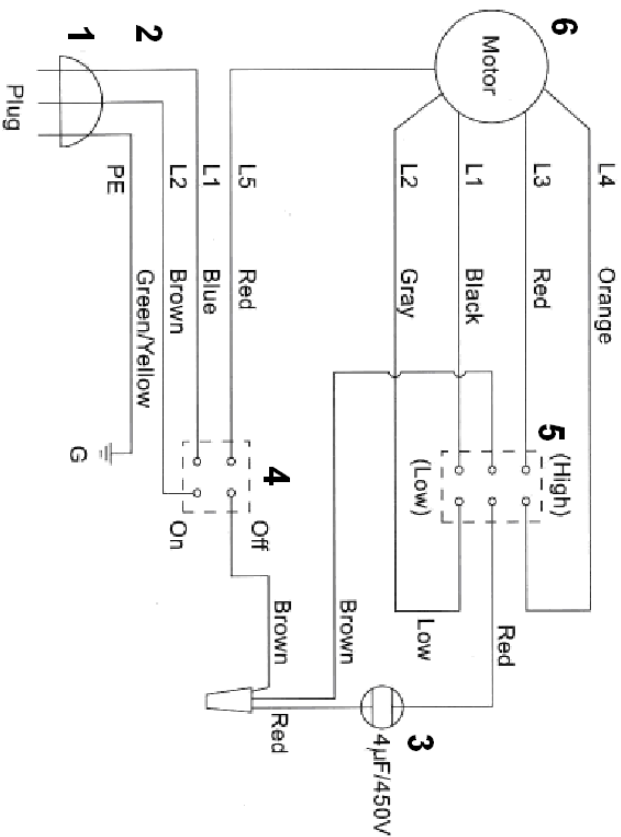 6
Motor
2
1
Plug
L4
L3
L1
L2
L5
L1
L2
PE
Orange
Red
Black
Gray
Red
Blue
Brown
Green/Yellow
5
(High)
(Low)
4
G
Off
On
Red
Low
Brown
Brown
3
4µF/450V
Red